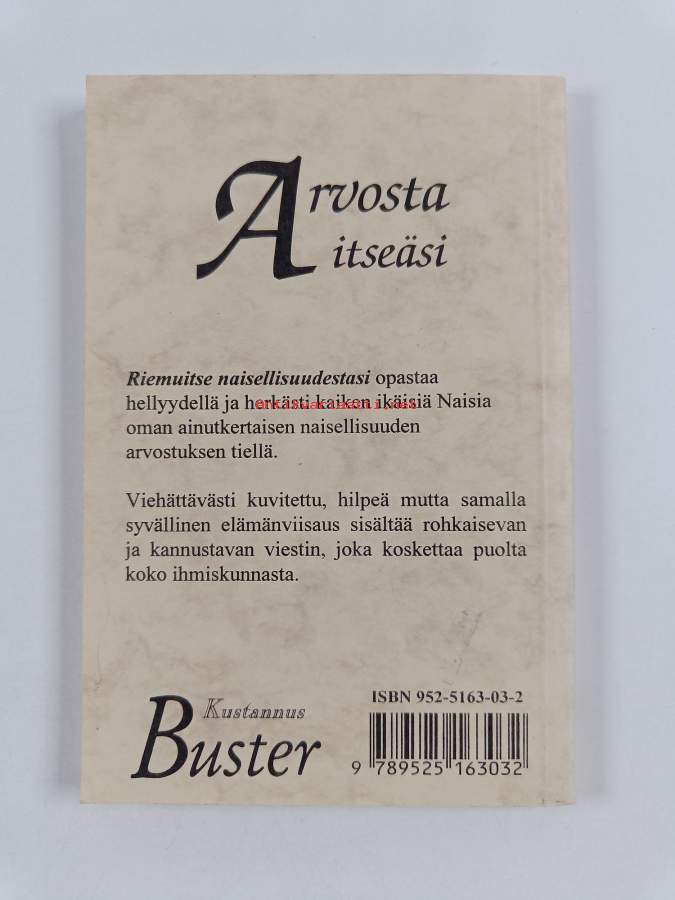 Arvosta
itseäsi
Riemuitse naisellisuudestasi opastaa
hellyydellä ja herkästi kaiken ikäisiä Naisia
antikvariaatti.net
oman ainutkertaisen naisellisuuden
arvostuksen tiellä.
Viehättävästi kuvitettu, hilpeä mutta samalla
syvällinen elämänviisaus sisältää rohkaisevan
ja kannustavan viestin, joka koskettaa puolta
koko ihmiskunnasta.
Kustannus
Buster
ISBN 952-5163-03-2
9 789525 163032